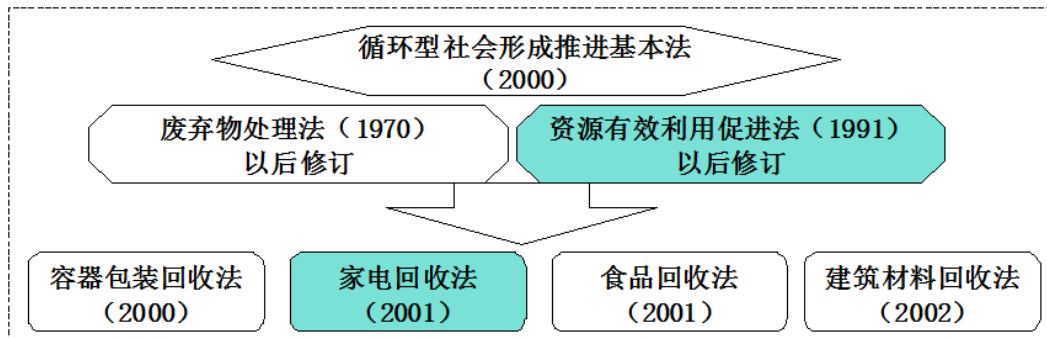 循环型社会形成推进基本法
（2000）
废弃物处理法（1970）
以后修订
资源有效利用促进法（1991）
以后修订
容器包装回收法
（2000）
家电回收法
（2001）
食品回收法
（2001）
建筑材料回收法
（2002）